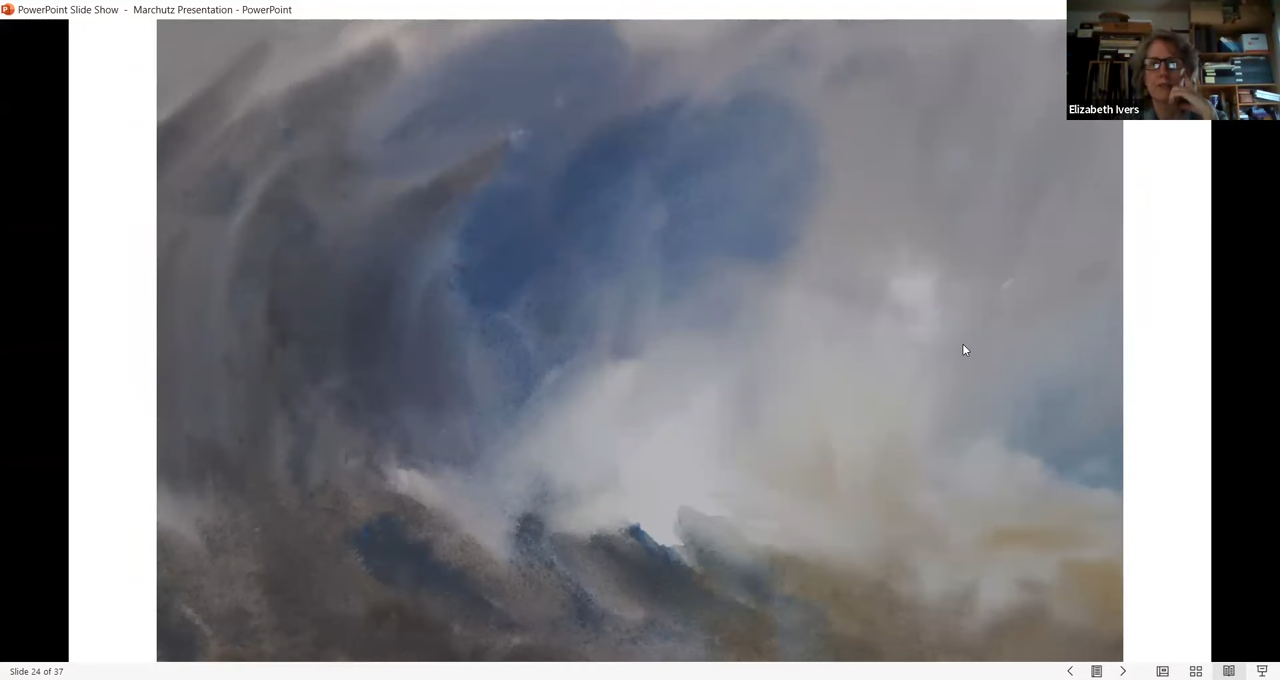 PowerPoint Slide Show - Marchutz Presentation - PowerPoint
Elizabeth Ivers
Slide 24 of 37